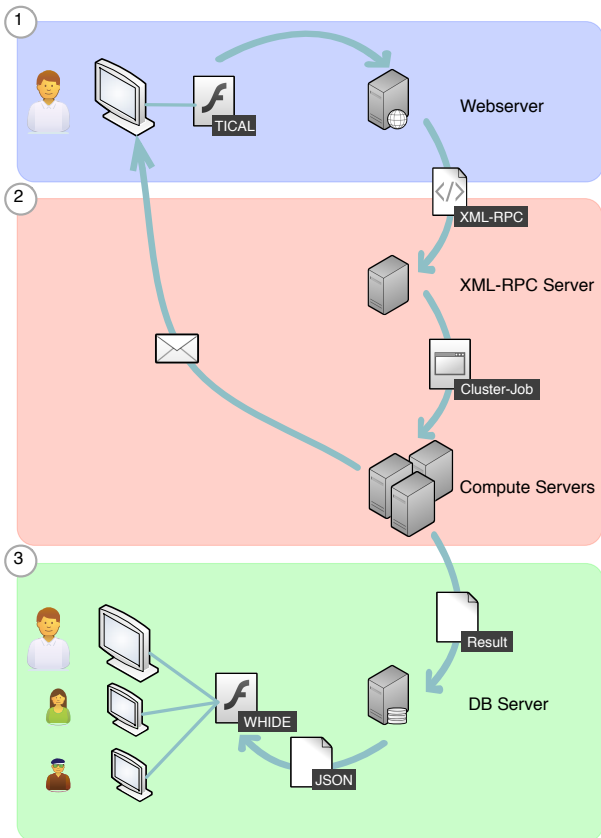 1
TICAL
Webserver
XML-RPC
2
XML-RPC Server
Cluster-Job
Compute Servers
3
Result
DB Server
WHIDE
JSON